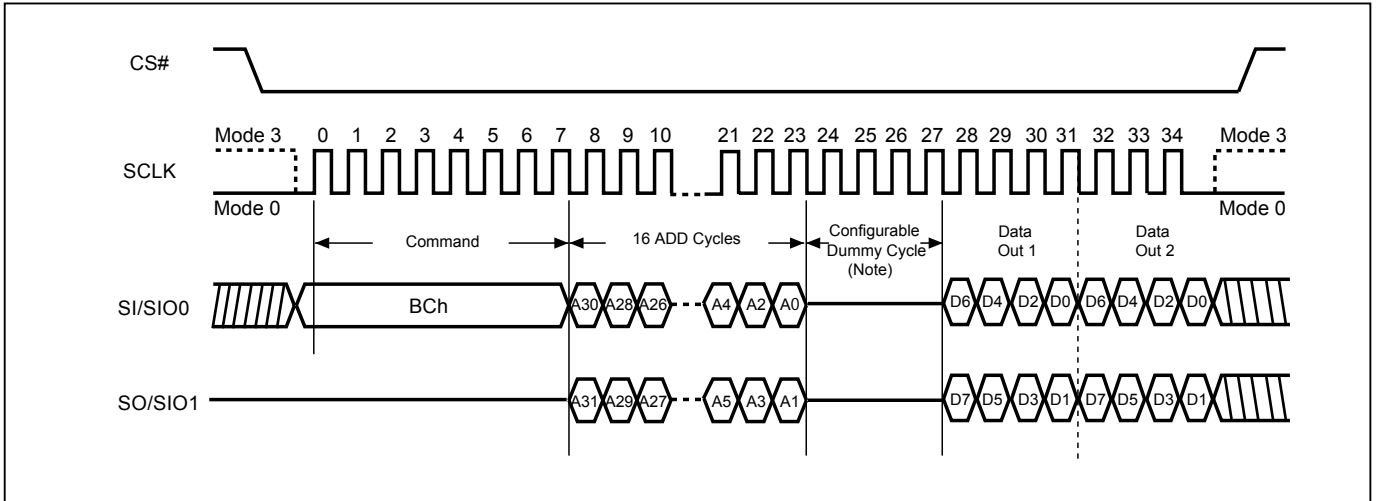 CS#
Mode 3 0 1 2 3 4 5 6 7 8 9 10 21 22 23 24 25 26 27 28 29 30 31 32 33 34 Mode 3
SCLK
Mode 0 Mode 0
Command 16 ADD Cycles Configurable Dummy Cycle (Note) Data Out 1 Data Out 2
SI/SIO0 BCh A30 A28 A26 A4 A2 A0 D6 D4 D2 D0 D6 D4 D2 D0
SO/SIO1 A31 A29 A27 A5 A3 A1 D7 D5 D3 D1 D7 D5 D3 D1